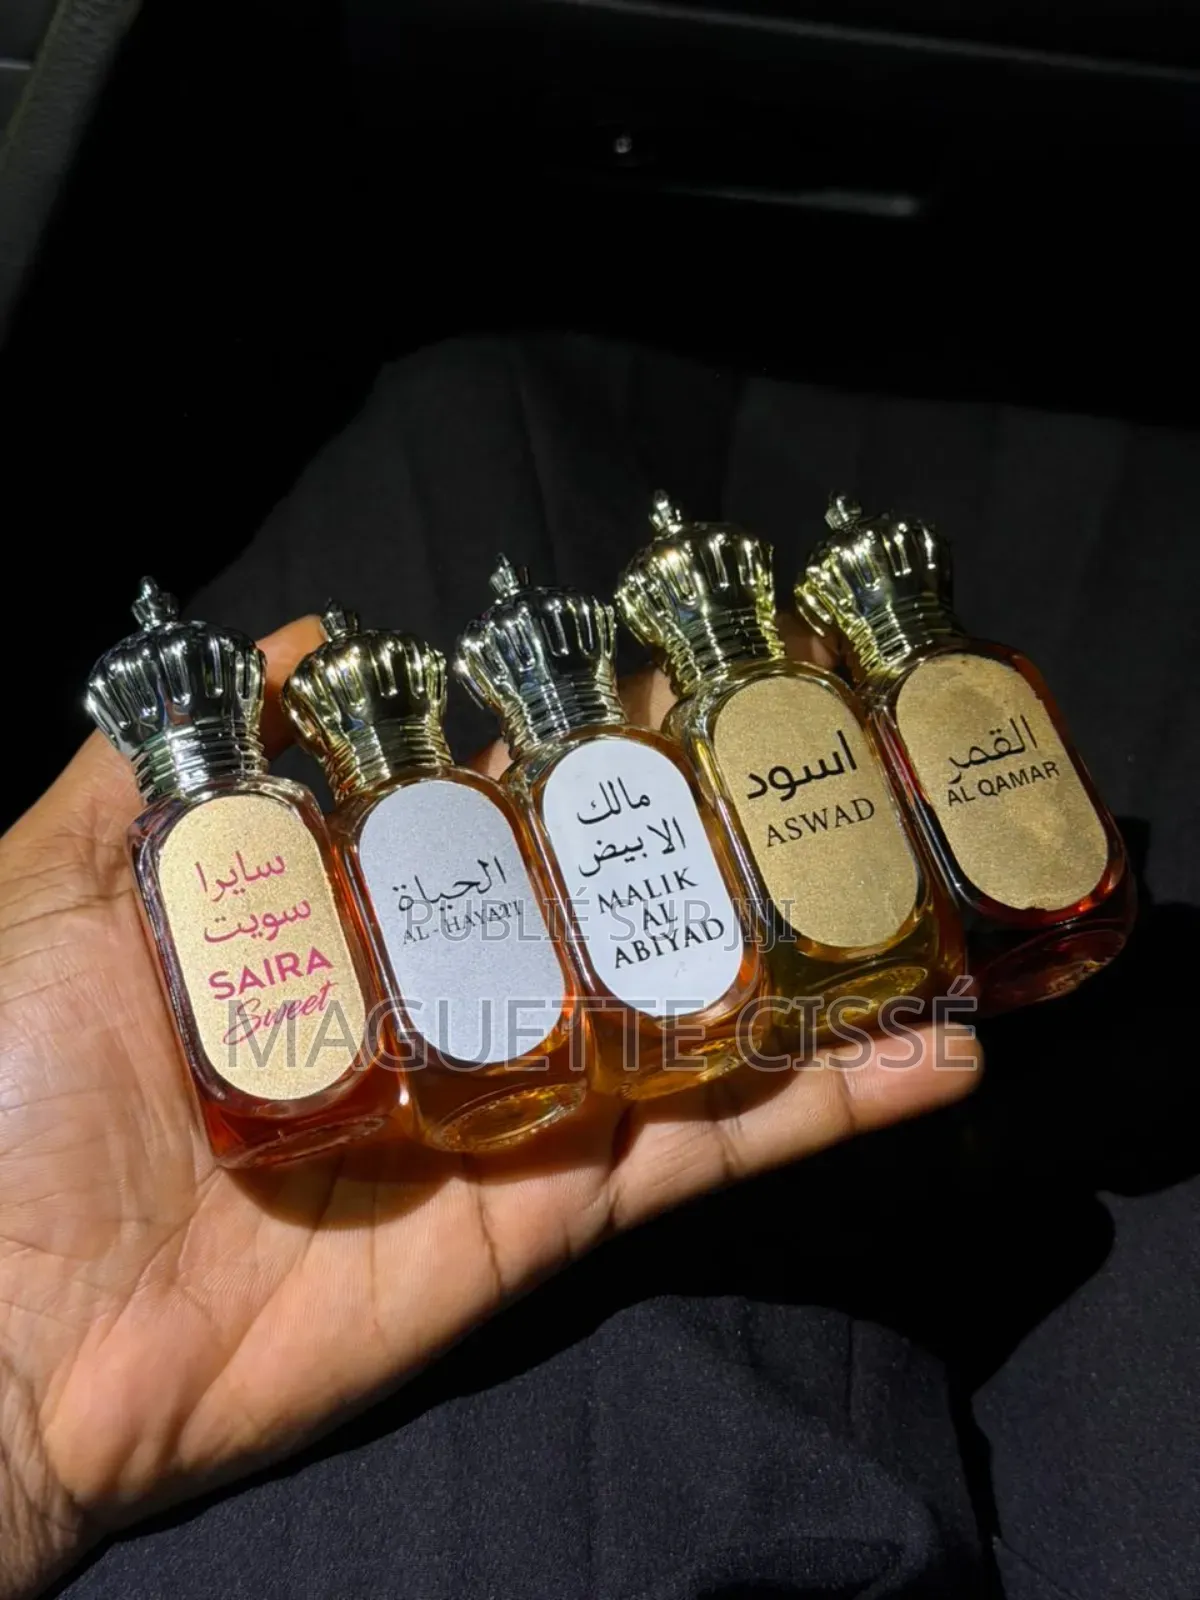 سايرا
سويت
SAIRA
Sweet
الحياة
AL-HAYATI
مالك
الابيض
MALIK
AL
ABIYAD
اسود
ASWAD
القمر
AL QAMAR
PUBLIÉ SUR JIJI
MAGUETTE CISSÉ